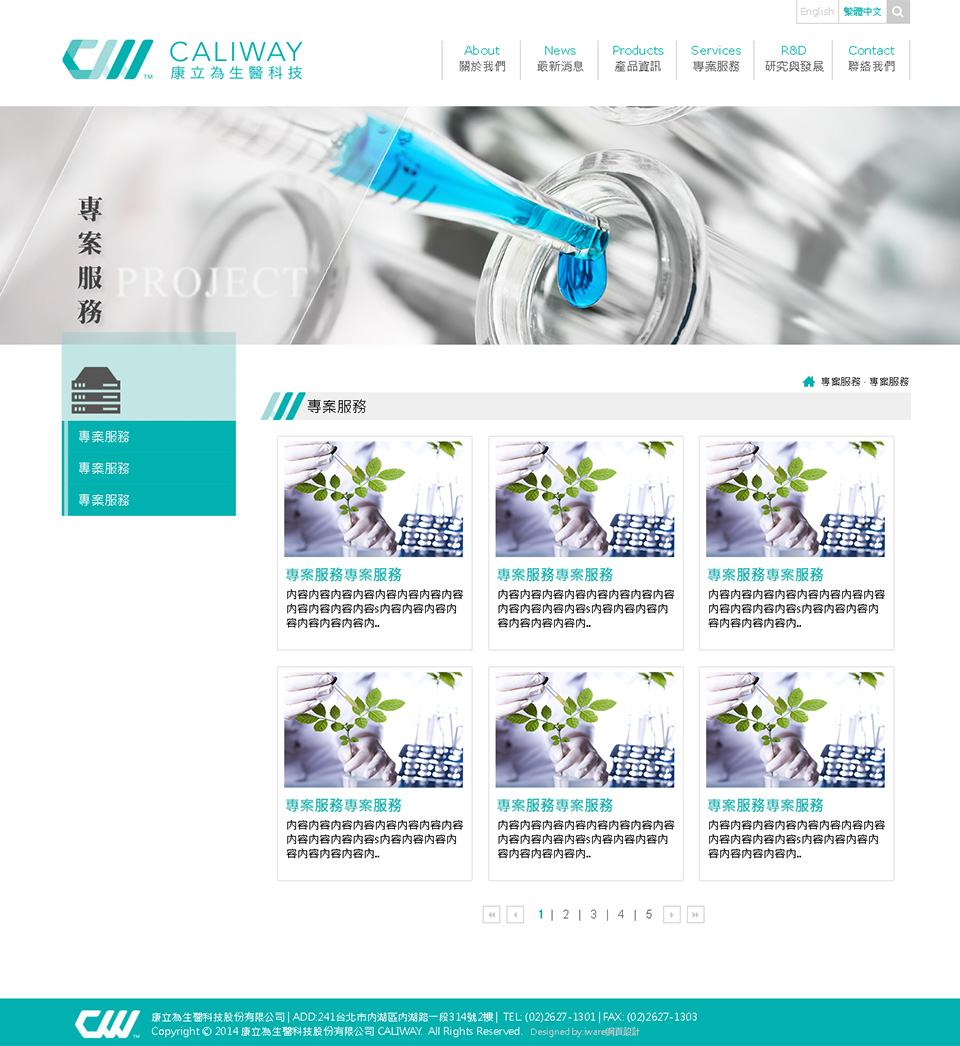 English 繁體中文
CALIWAY
康立為生醫科技
TM
About News Products Services R&D Contact
關於我們 最新消息 產品資訊 專案服務 研究與發展 聯絡我們
專案服務
PROJECT
專案服務 · 專案服務
專案服務
專案服務
專案服務
專案服務
專案服務專案服務
內容內容內容內容內容內容內容內容
內容內容內容內容s內容內容內容內
容內容內容內容內..
專案服務專案服務
內容內容內容內容內容內容內容內容
內容內容內容內容s內容內容內容內
容內容內容內容內..
專案服務專案服務
內容內容內容內容內容內容內容內容
內容內容內容內容s內容內容內容內
容內容內容內容內..
專案服務專案服務
內容內容內容內容內容內容內容內容
內容內容內容內容s內容內容內容內
容內容內容內容內..
專案服務專案服務
內容內容內容內容內容內容內容內容
內容內容內容內容s內容內容內容內
容內容內容內容內..
專案服務專案服務
內容內容內容內容內容內容內容內容
內容內容內容內容s內容內容內容內
容內容內容內容內..
1 | 2 | 3 | 4 | 5
TM
康立為生醫科技股份有限公司 | ADD:241台北市內湖區內湖路一段314號2樓 | TEL: (02)2627-1301 | FAX: (02)2627-1303
Copyright © 2014 康立為生醫科技股份有限公司 CALIWAY. All Rights Reserved. Designed by:iware網頁設計